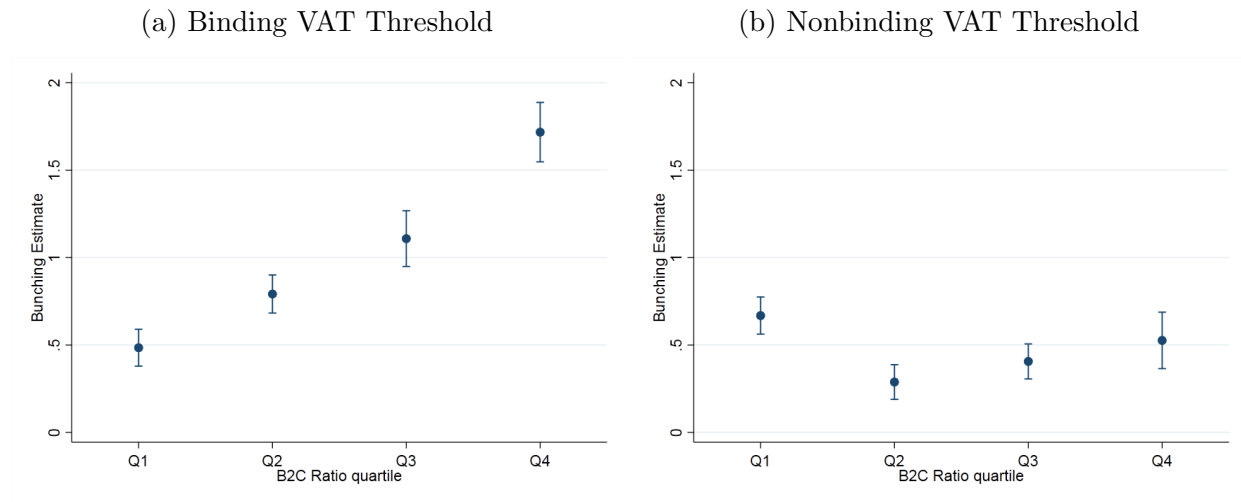 (a) Binding VAT Threshold
Bunching Estimate
2
1.5
1
.5
0
Q1 Q2 Q3 Q4
B2C Ratio quartile
(b) Nonbinding VAT Threshold
Bunching Estimate
2
1.5
1
.5
0
Q1 Q2 Q3 Q4
B2C Ratio quartile